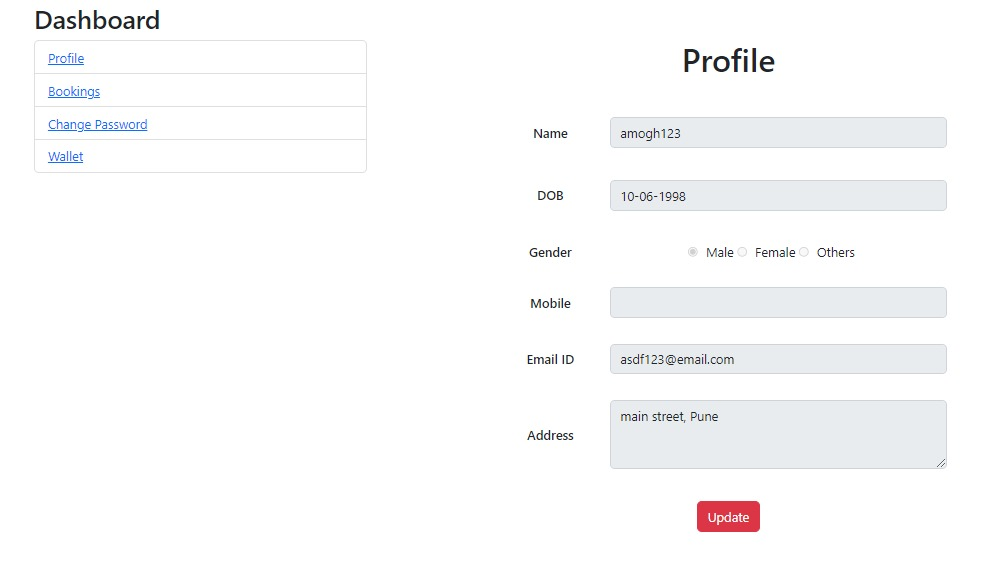 Dashboard
Profile
Bookings
Change Password
Wallet
Profile
Name amogh123
DOB 10-06-1998
Gender Male Female Others
Mobile
Email ID asdf123@email.com
Address main street, Pune
Update